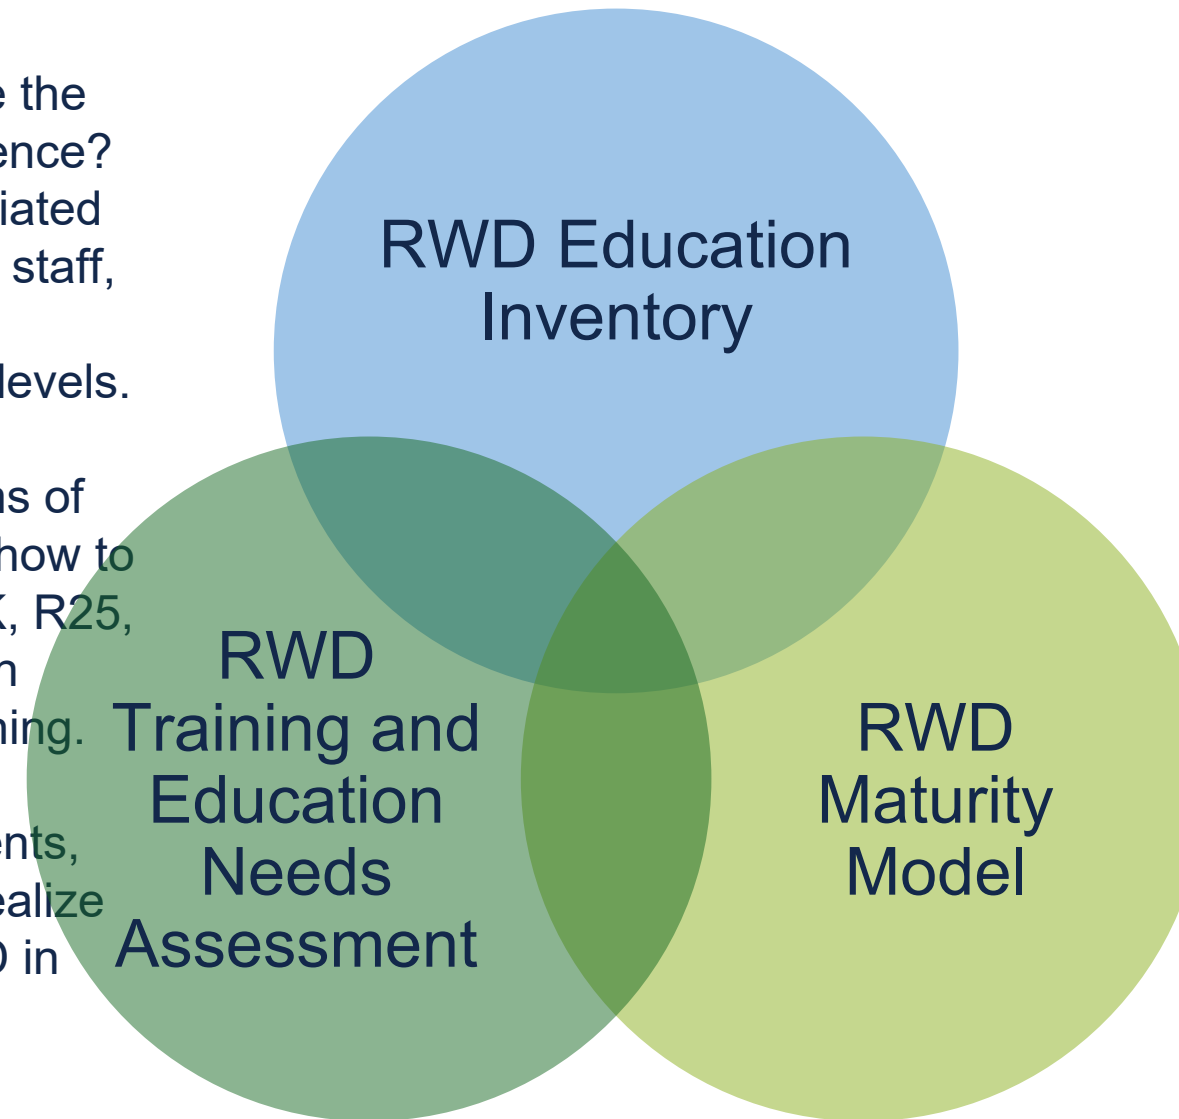 e the
ence?
iated
staff,
levels.
ns of
how to
K, R25,
n
ning.
ents,
ealize
D in
RWD Education
Inventory
RWD
Training and
Education
Needs
Assessment
RWD
Maturity
Model